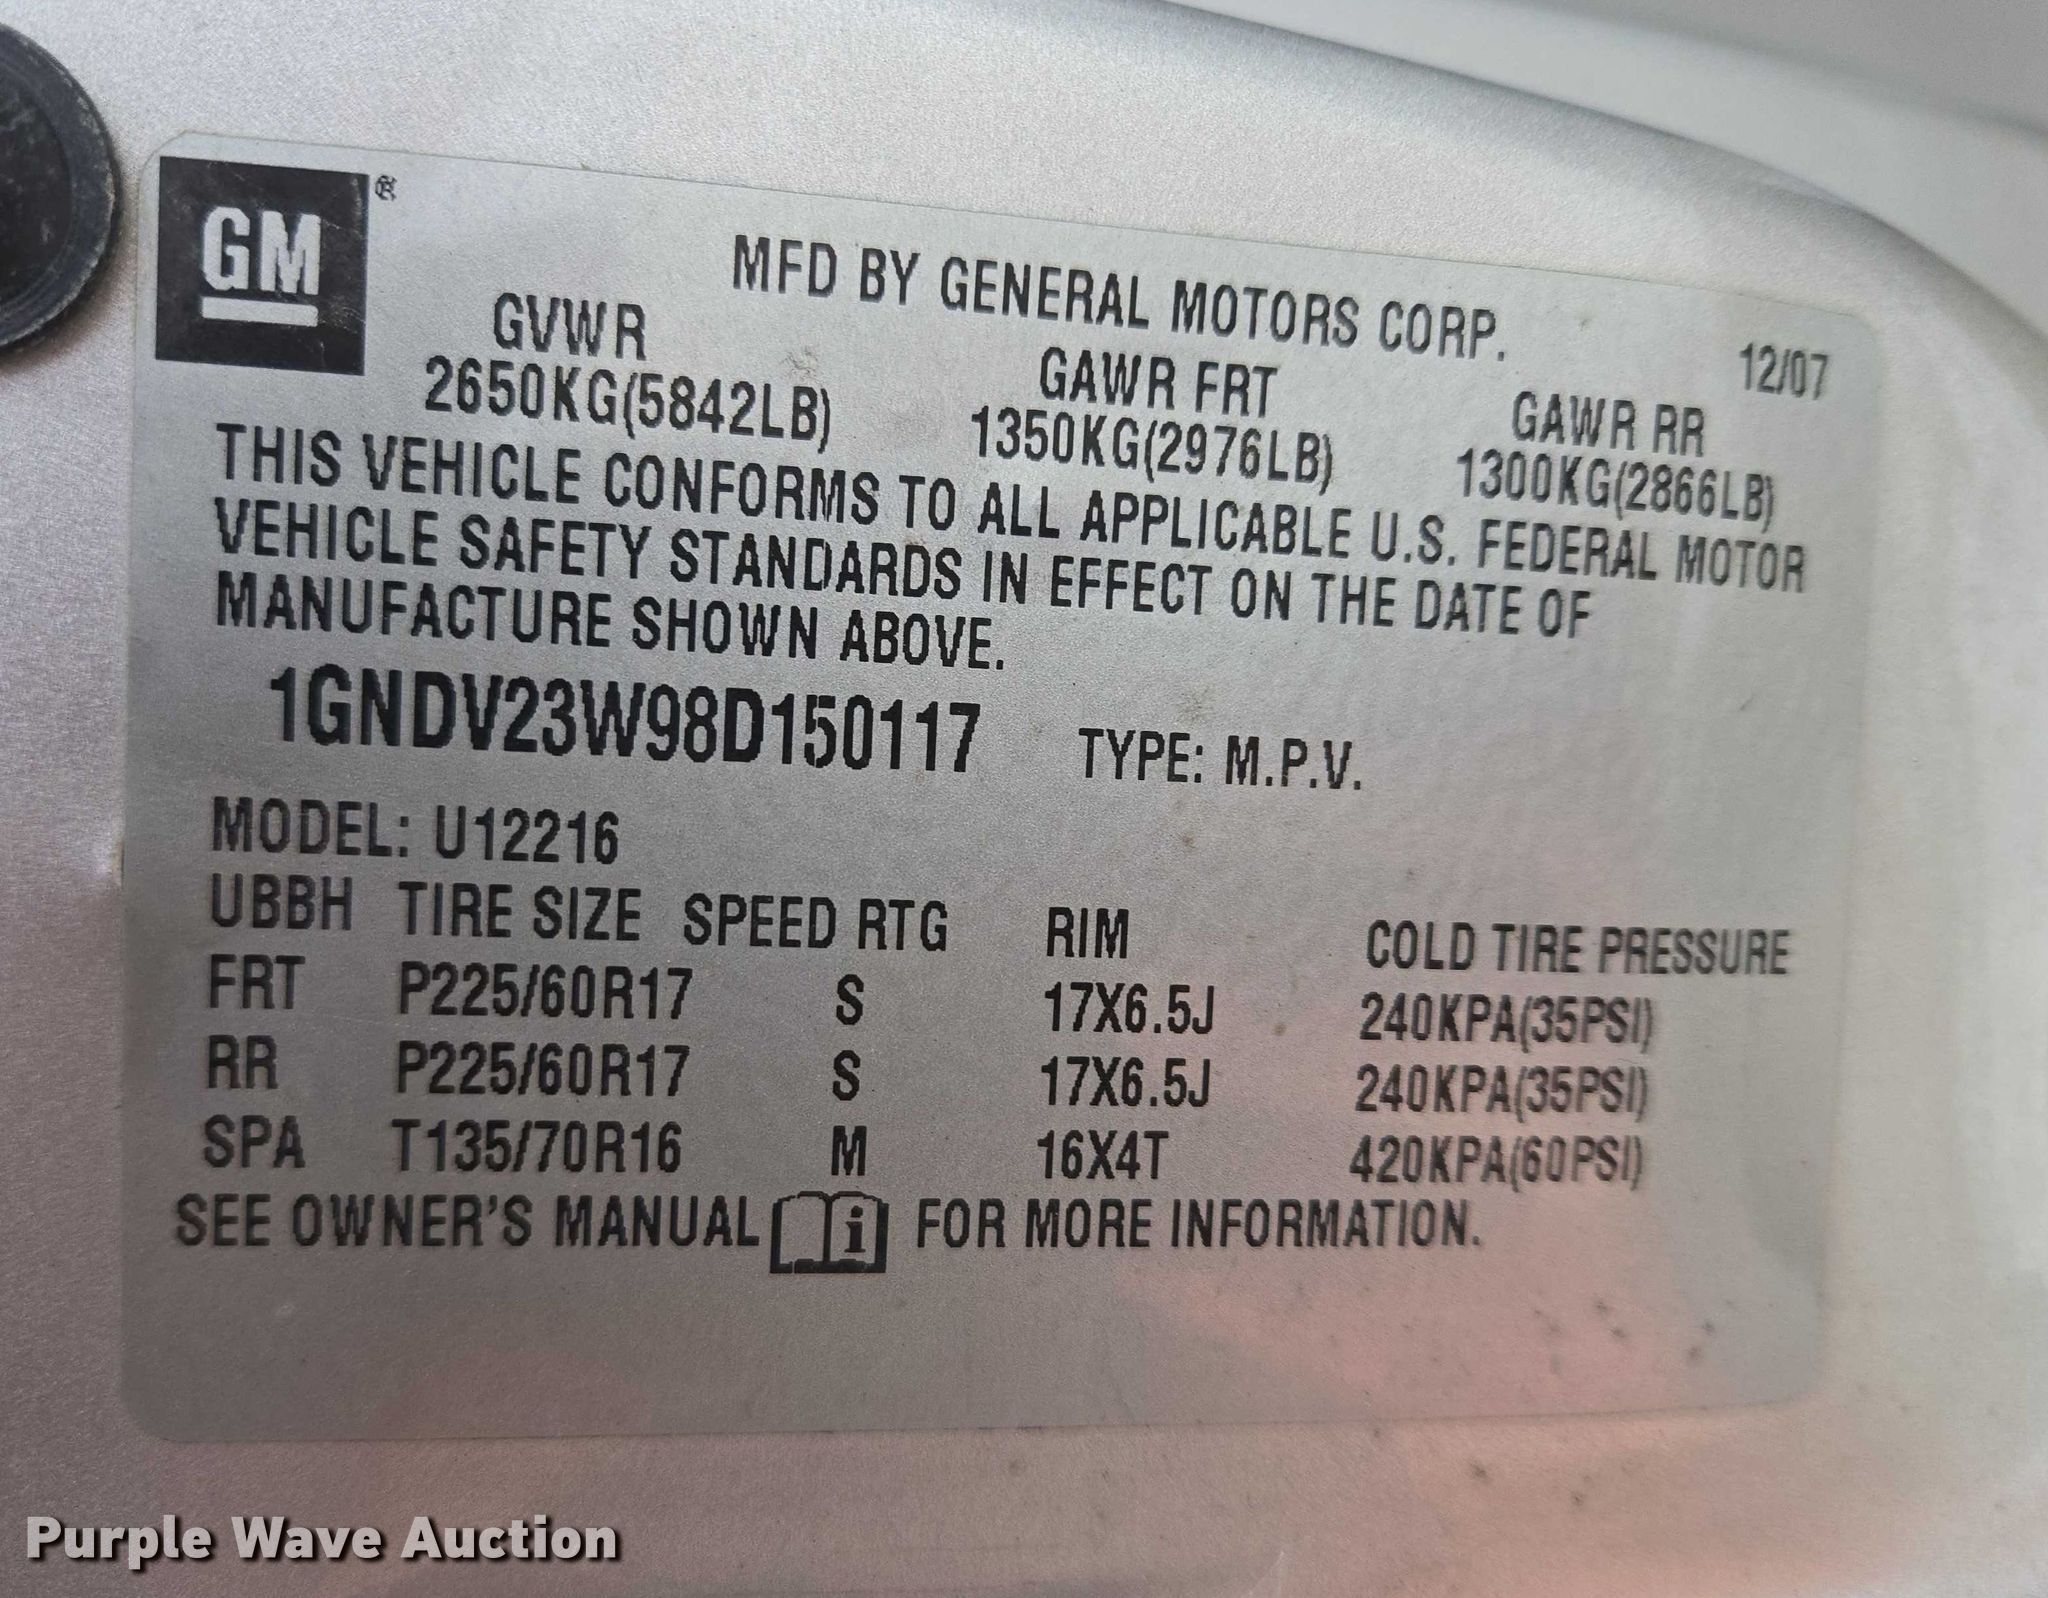 GM ®
MFD BY GENERAL MOTORS CORP. 12/07
GVWR GAWR FRT GAWR RR
2650KG(5842LB) 1350KG(2976LB) 1300KG(2866LB)
THIS VEHICLE CONFORMS TO ALL APPLICABLE U.S. FEDERAL MOTOR
VEHICLE SAFETY STANDARDS IN EFFECT ON THE DATE OF
MANUFACTURE SHOWN ABOVE.
1GNDV23W98D150117 TYPE: M.P.V.
MODEL: U12216
UBBH TIRE SIZE SPEED RTG RIM COLD TIRE PRESSURE
FRT P225/60R17 S 17X6.5J 240KPA(35PSI)
RR P225/60R17 S 17X6.5J 240KPA(35PSI)
SPA T135/70R16 M 16X4T 420KPA(60PSI)
SEE OWNER'S MANUAL i FOR MORE INFORMATION.
Purple Wave Auction